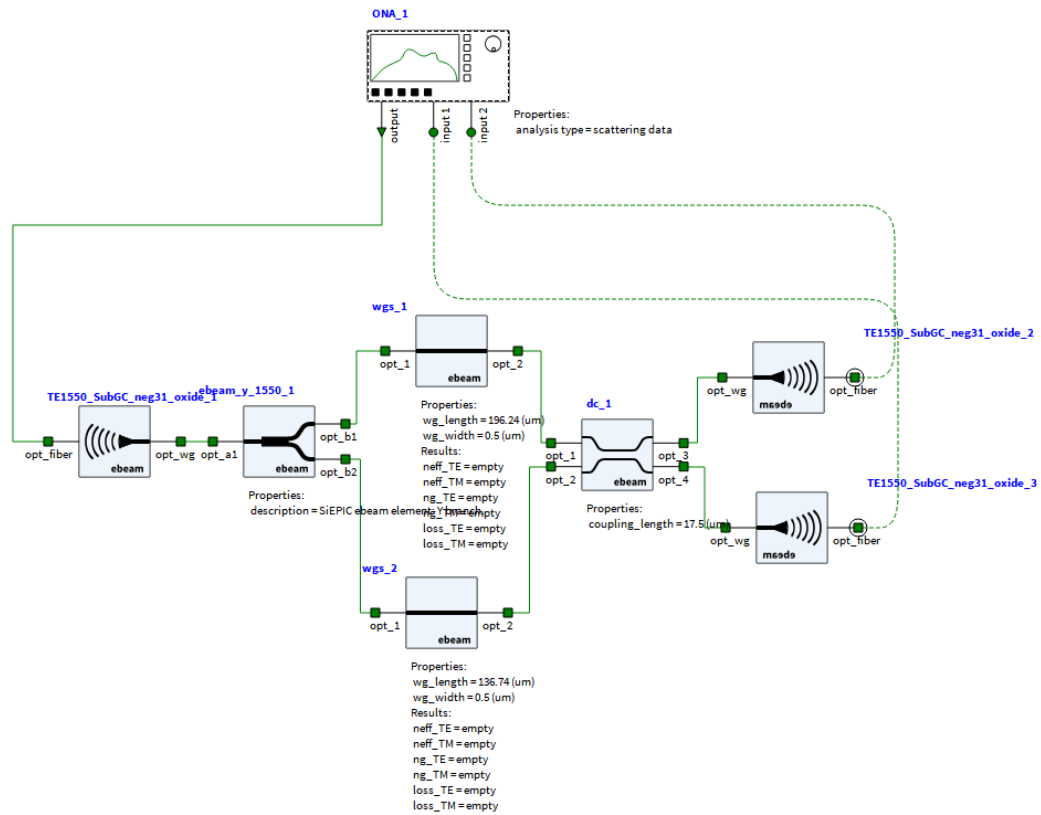 ONA_1
output
input 1
input 2
Properties:
analysis type = scattering data
wgs_1
opt_1
opt_2
ebeam
TE1550_SubGC_neg31_oxide_2
opt_wg
opt_fiber
ebeam
TE1550_SubGC_neg31_oxide_1
opt_fiber
opt_wg
ebeam
ebeam_y_1550_1
opt_a1
opt_b1
opt_b2
ebeam
Properties:
description = SiEPIC ebeam element, Y branch
Properties:
wg_length = 196.24 (um)
wg_width = 0.5 (um)
Results:
neff_TE = empty
neff_TM = empty
ng_TE = empty
ng_TM = empty
loss_TE = empty
loss_TM = empty
dc_1
opt_1
opt_2
opt_3
opt_4
ebeam
Properties:
coupling_length = 17.5 (um)
TE1550_SubGC_neg31_oxide_3
opt_wg
opt_fiber
ebeam
wgs_2
opt_1
opt_2
ebeam
Properties:
wg_length = 136.74 (um)
wg_width = 0.5 (um)
Results:
neff_TE = empty
neff_TM = empty
ng_TE = empty
ng_TM = empty
loss_TE = empty
loss_TM = empty